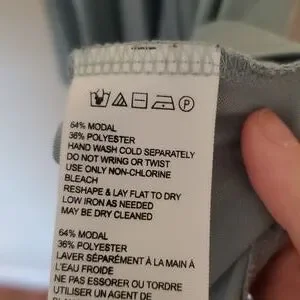 64% MODAL
36% POLYESTER
HAND WASH COLD SEPARATELY
DO NOT WRING OR TWIST
USE ONLY NON-CHLORINE
BLEACH
RESHAPE & LAY FLAT TO DRY
LOW IRON AS NEEDED
MAY BE DRY CLEANED
64% MODAL
36% POLYESTER
LAVER SÉPARÉMENT À LA MAIN À
L'EAU FROIDE
NE PAS ESSORER OU TORDRE
UTILISER UN AGENT DE